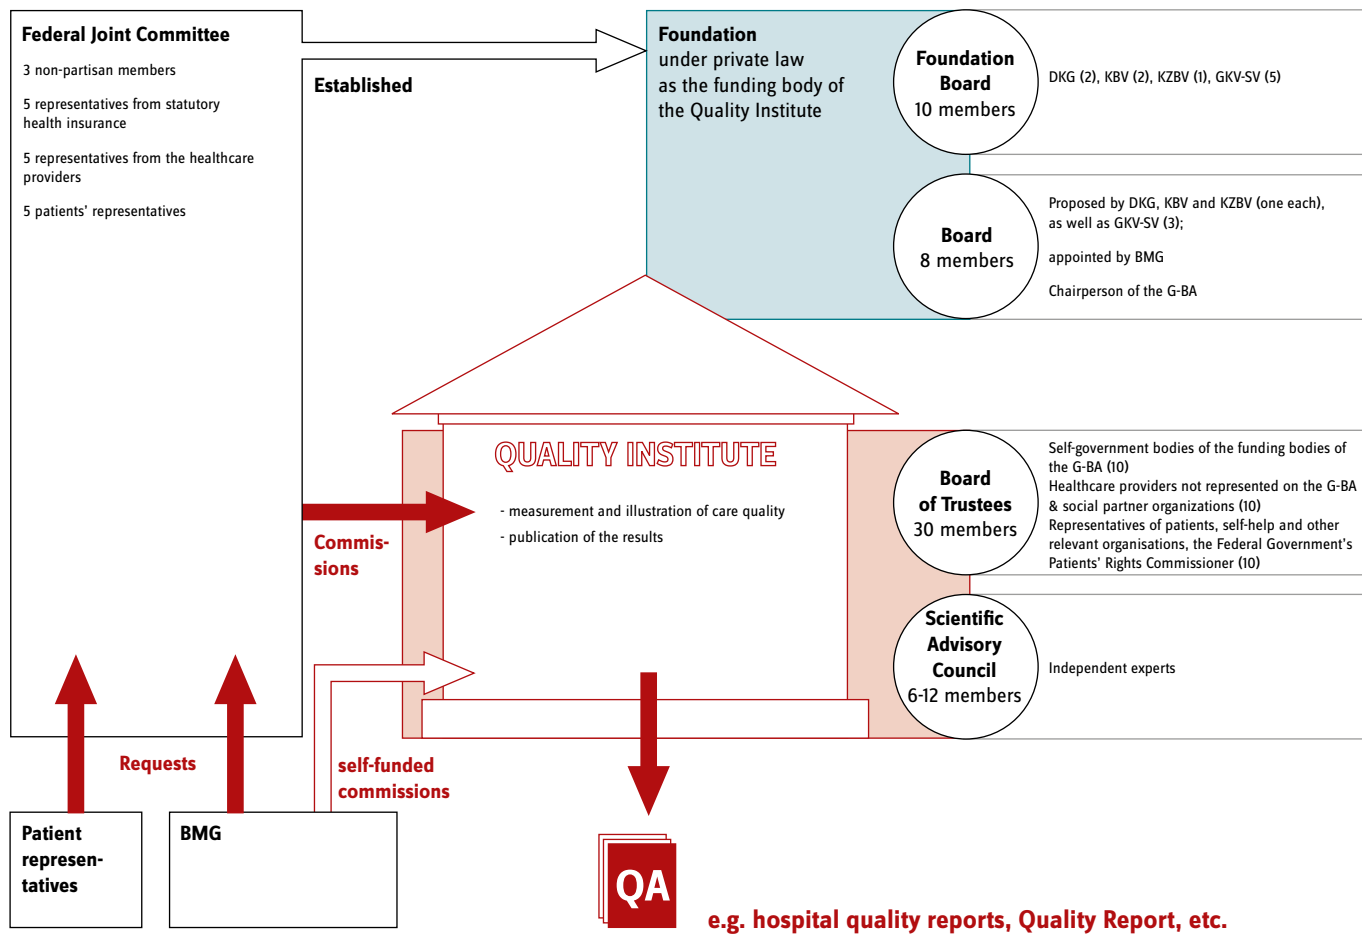 Federal Joint Committee
3 non-partisan members
5 representatives from statutory
health insurance
5 representatives from the healthcare
providers
5 patients' representatives
Established
Foundation
under private law
as the funding body of
the Quality Institute
Foundation
Board
10 members
DKG (2), KBV (2), KZBV (1), GKV-SV (5)
Board
8 members
Proposed by DKG, KBV and KZBV (one each),
as well as GKV-SV (3);
appointed by BMG
Chairperson of the G-BA
QUALITY INSTITUTE
- measurement and illustration of care quality
- publication of the results
Commis-
sions
Board
of Trustees
30 members
Self-government bodies of the funding bodies of
the G-BA (10)
Healthcare providers not represented on the G-BA
& social partner organizations (10)
Representatives of patients, self-help and other
relevant organisations, the Federal Government's
Patients' Rights Commissioner (10)
Scientific
Advisory
Council
6-12 members
Independent experts
Requests
self-funded
commissions
Patient
represen-
tatives
BMG
QA
e.g. hospital quality reports, Quality Report, etc.